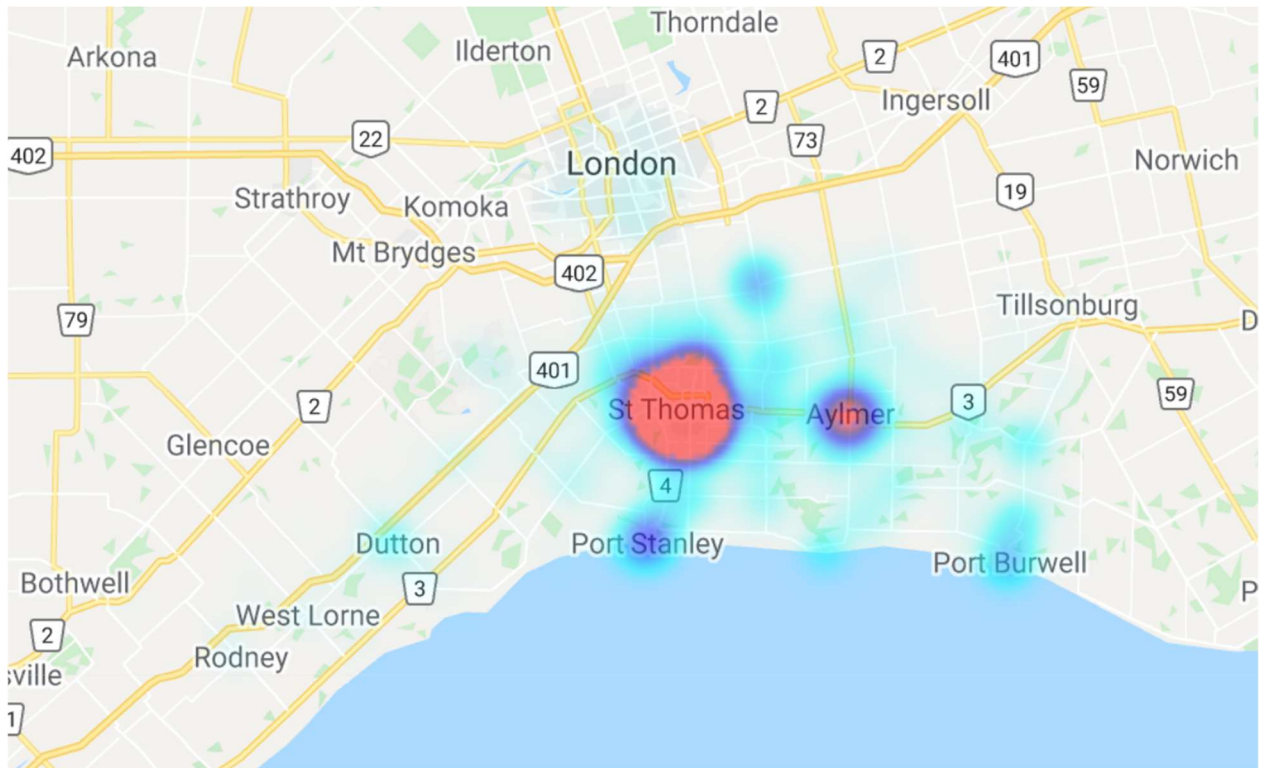 Thorndale
Ilderton
Arkona
2
401
59
Ingersoll
2
22
73
402
London
Norwich
19
Strathroy
Komoka
Mt Brydges
402
Tillsonburg
79
D
401
59
3
2
St Thomas
Aylmer
Glencoe
4
Dutton
Port Stanley
Port Burwell
Bothwell
3
P
West Lorne
2
Rodney
sville
1